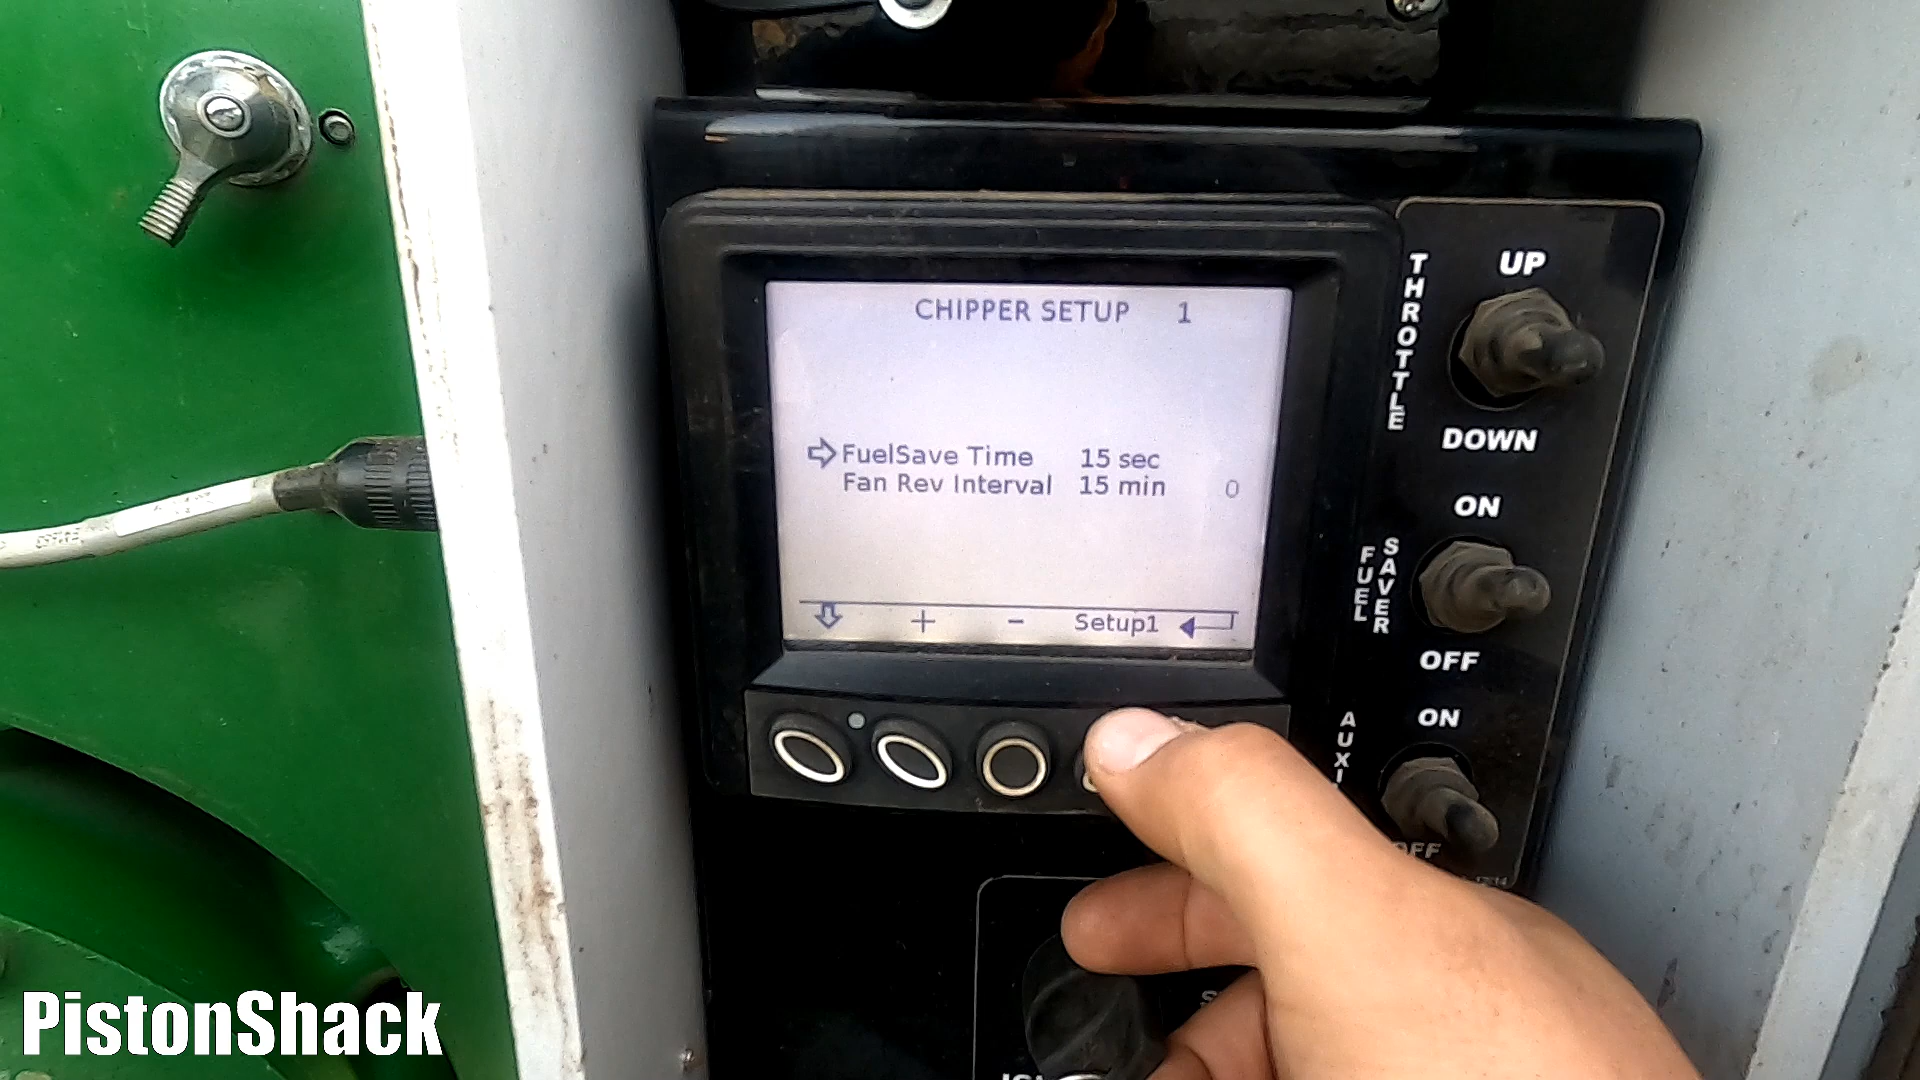 CHIPPER SETUP 1
FuelSave Time 15 sec
Fan Rev Interval 15 min 0
+ - Setup1
UP
THROTTLE
DOWN
ON
FUEL SAVER
OFF
ON
AUXI
OFF
PistonShack